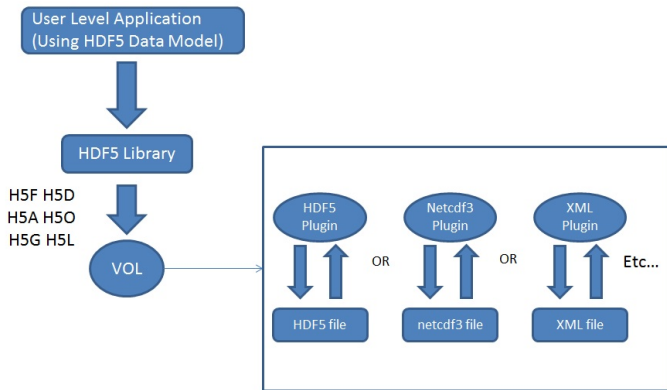 User Level Application
(Using HDF5 Data Model)
HDF5 Library
H5F H5D
H5A H5O
H5G H5L
VOL
HDF5
Plugin
OR
Netcdf3
Plugin
OR
XML
Plugin
Etc...
HDF5 file
netcdf3 file
XML file